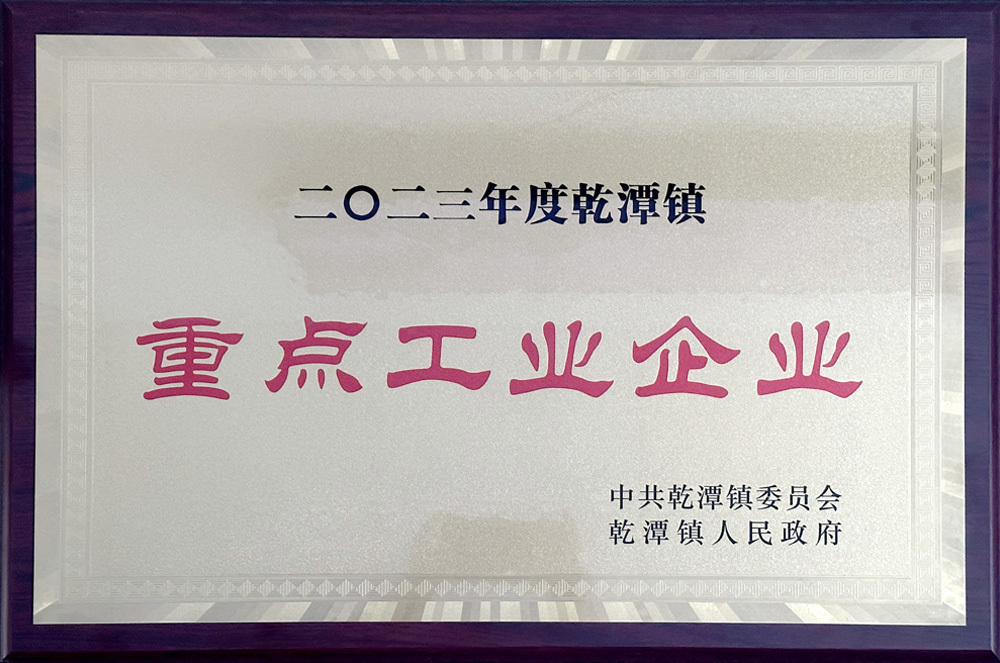 二〇二三年度乾潭镇
重点工业企业
中共乾潭镇委员会
乾潭镇人民政府